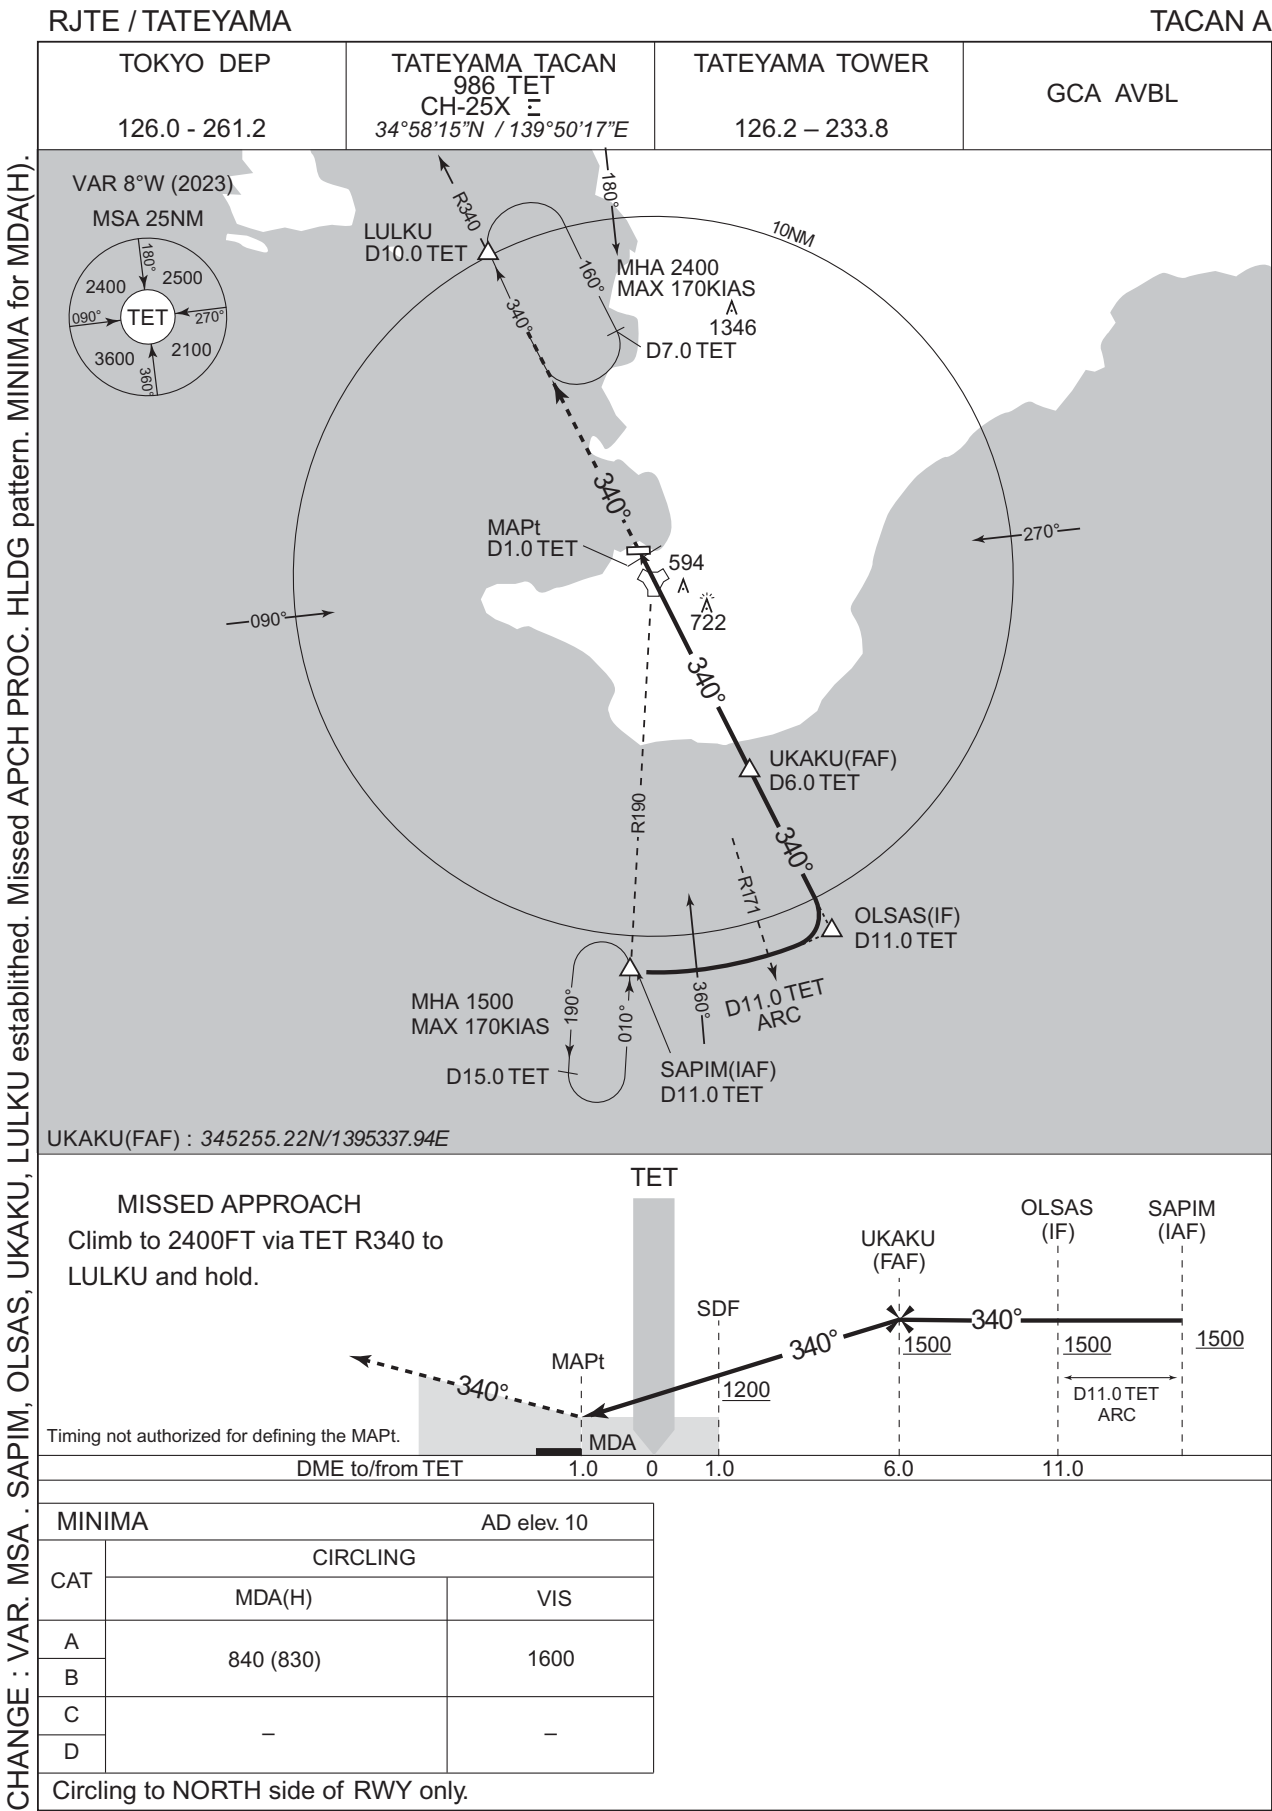 RJTE / TATEYAMA
TACAN A
TOKYO DEP
126.0 - 261.2
TATEYAMA TACAN
986 TET
CH-25X
34°58'15"N / 139°50'17"E
TATEYAMA TOWER
126.2 – 233.8
GCA AVBL
CHANGE : VAR. MSA . SAPIM, OLSAS, UKAKU, LULKU establithed. Missed APCH PROC. HLDG pattern. MINIMA for MDA(H).
VAR 8°W (2023)
MSA 25NM
180°
2400
2500
090°
TET
270°
3600
2100
360°
R340
LULKU
D10.0 TET
180°
10NM
160°
MHA 2400
MAX 170KIAS
1346
340°
D7.0 TET
340°
MAPt
D1.0 TET
270°
594
090°
722
340°
UKAKU(FAF)
D6.0 TET
R190
340°
R171
OLSAS(IF)
D11.0 TET
MHA 1500
MAX 170KIAS
190°
010°
360°
D11.0 TET
ARC
D15.0 TET
SAPIM(IAF)
D11.0 TET
UKAKU(FAF) : 345255.22N/1395337.94E
TET
MISSED APPROACH
Climb to 2400FT via TET R340 to
LULKU and hold.
OLSAS
(IF)
SAPIM
(IAF)
UKAKU
(FAF)
SDF
340°
340°
1500
1500
1500
MAPt
340°
1200
D11.0 TET
ARC
Timing not authorized for defining the MAPt.
MDA
DME to/from TET
1.0
0
1.0
6.0
11.0
MINIMA
AD elev. 10
CAT
CIRCLING
MDA(H)
VIS
A
B
840 (830)
1600
C
D
–
–
Circling to NORTH side of RWY only.